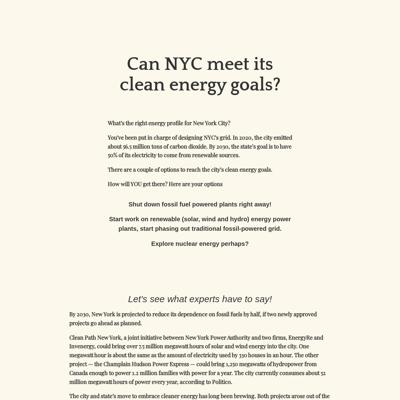 Can NYC meet its
clean energy goals?
What's the right energy profile for New York City?
You've been put in charge of designing NYC's grid. In 2020, the city emitted
about 56.5 million tons of carbon dioxide. By 2030, the state's goal is to have
50% of its electricity to come from renewable sources.
There are a couple of options to reach the city's clean energy goals.
How will YOU get there? Here are your options
Shut down fossil fuel powered plants right away!
Start work on renewable (solar, wind and hydro) energy power
plants, start phasing out traditional fossil-powered grid.
Explore nuclear energy perhaps?
Let's see what experts have to say!
By 2030, New York is projected to reduce its dependence on fossil fuels by half, if two newly approved
projects go ahead as planned.
Clean Path New York, a joint initiative between New York Power Authority and two firms, EnergyRe and
Invenergy, could bring over 7.5 million megawatt hours of solar and wind energy into the city. One
megawatt hour is about the same as the amount of electricity used by 330 houses in an hour. The other
project — the Champlain Hudson Power Express — could bring 1,250 megawatts of hydropower from
Canada enough to power 1.2 million families with power for a year. The city currently consumes about 51
million megawatt hours of power every year, according to Politico.
The city and state's move to embrace cleaner energy has long been brewing. Both projects arose out of the